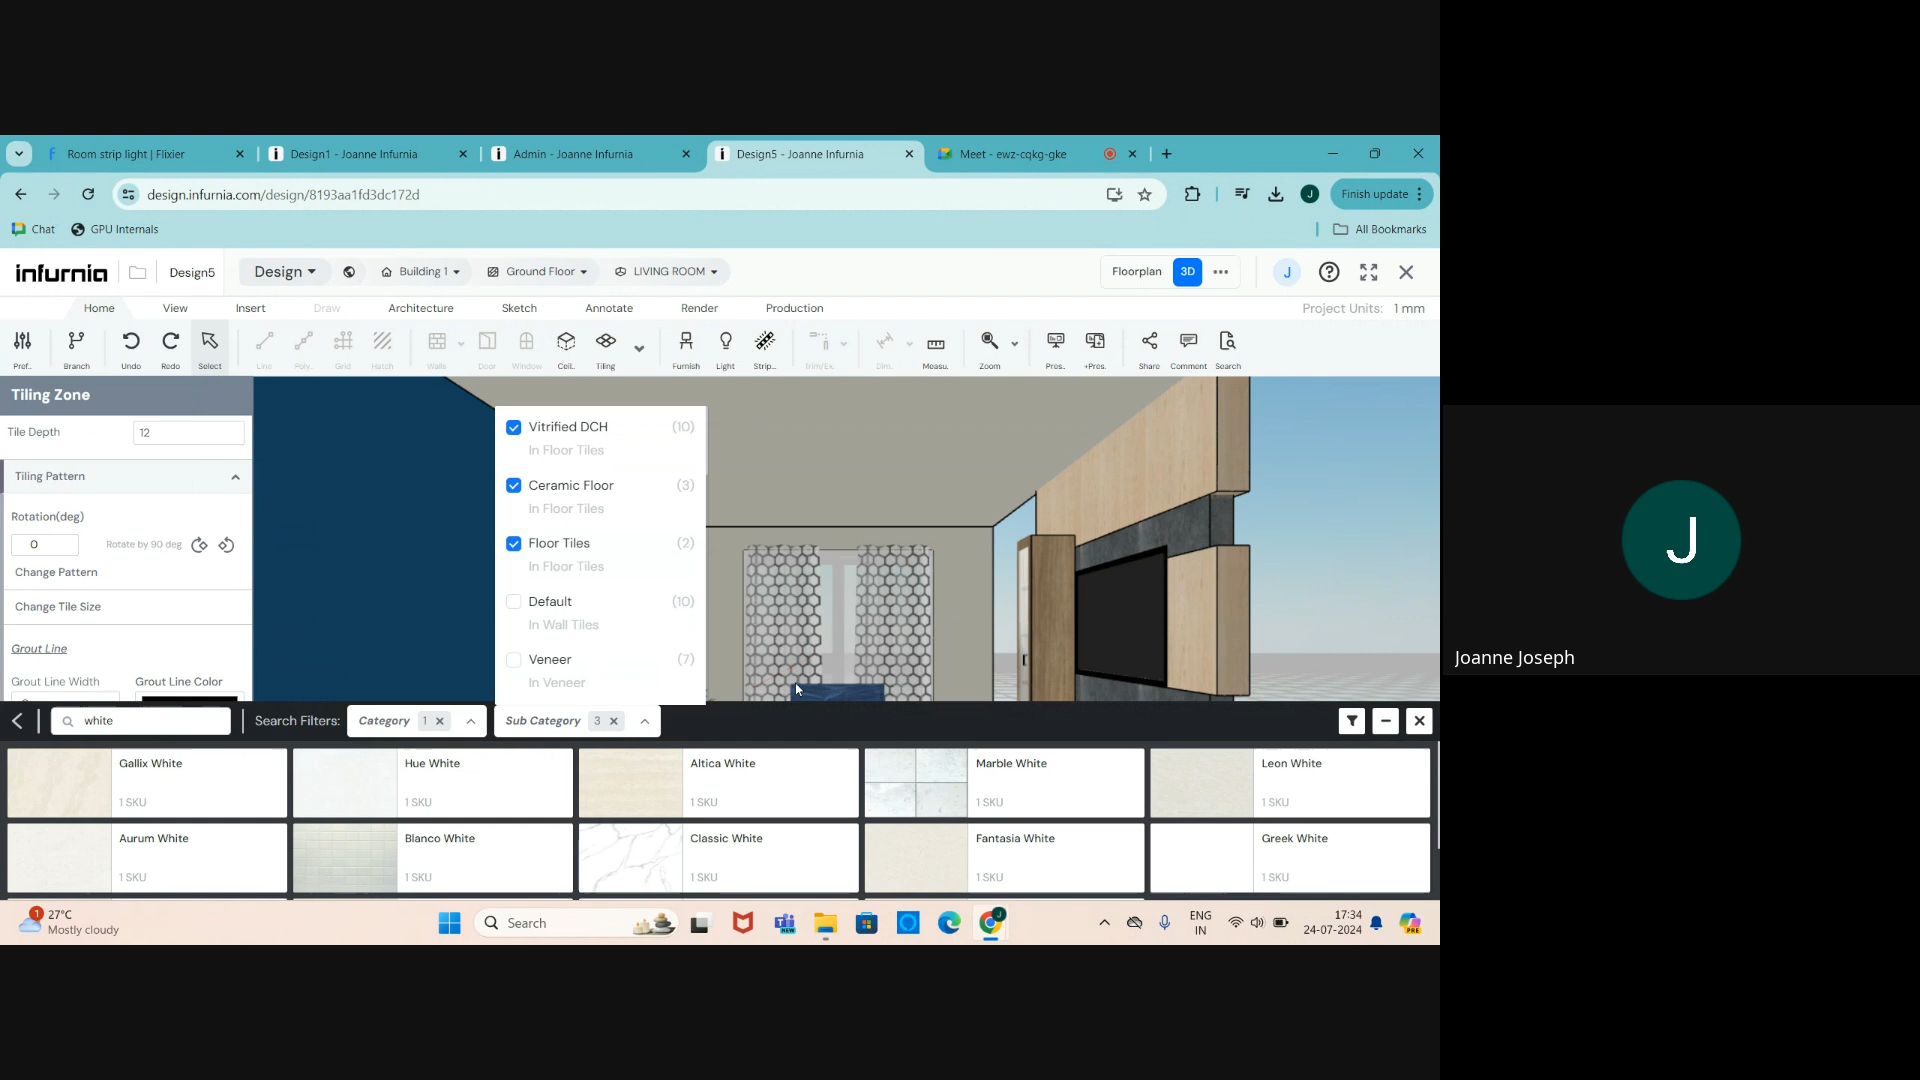 Room strip light | Flixier
Design1 - Joanne Infurnia
Admin - Joanne Infurnia
Design5 - Joanne Infurnia
Meet - ewz-cqkg-gke
design.infurnia.com/design/8193aa1fd3dc172d
J
Finish update
Chat
GPU Internals
All Bookmarks
infurnia
Design5
Design
Building 1
Ground Floor
LIVING ROOM
Floorplan
3D
J
Home
View
Insert
Draw
Architecture
Sketch
Annotate
Render
Production
Project Units: 1 mm
Pref..
Branch
Undo
Redo
Select
Line
Poly..
Grid
Hatch
Walls
Door
Window
Ceil..
Tiling
Furnish
Light
Strip...
Trim/Ex.
Dim..
Measu.
Zoom
Pres..
+Pres.
Share
Comment
Search
Tiling Zone
Tile Depth
12
Tiling Pattern
Rotation(deg)
0
Rotate by 90 deg
Change Pattern
Change Tile Size
Grout Line
Grout Line Width
Grout Line Color
Vitrified DCH (10)
In Floor Tiles
Ceramic Floor (3)
In Floor Tiles
Floor Tiles (2)
In Floor Tiles
Default (10)
In Wall Tiles
Veneer (7)
In Veneer
white
Search Filters:
Category 1
Sub Category 3
Gallix White
1 SKU
Hue White
1 SKU
Altica White
1 SKU
Marble White
1 SKU
Leon White
1 SKU
Aurum White
1 SKU
Blanco White
1 SKU
Classic White
1 SKU
Fantasia White
1 SKU
Greek White
1 SKU
1
27°C
Mostly cloudy
Search
NEW
J
ENG
IN
17:34
24-07-2024
PRE
J
Joanne Joseph